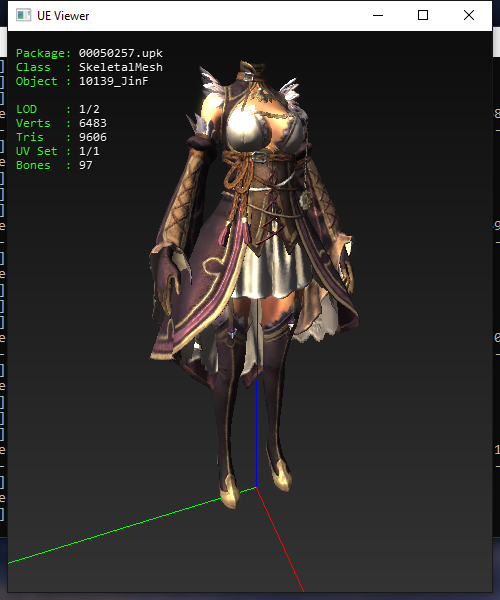 UE Viewer
Package: 00050257.upk
Class : SkeletalMesh
Object : 10139_JinF
LOD : 1/2
Verts : 6483
Tris : 9606
UV Set : 1/1
Bones : 97